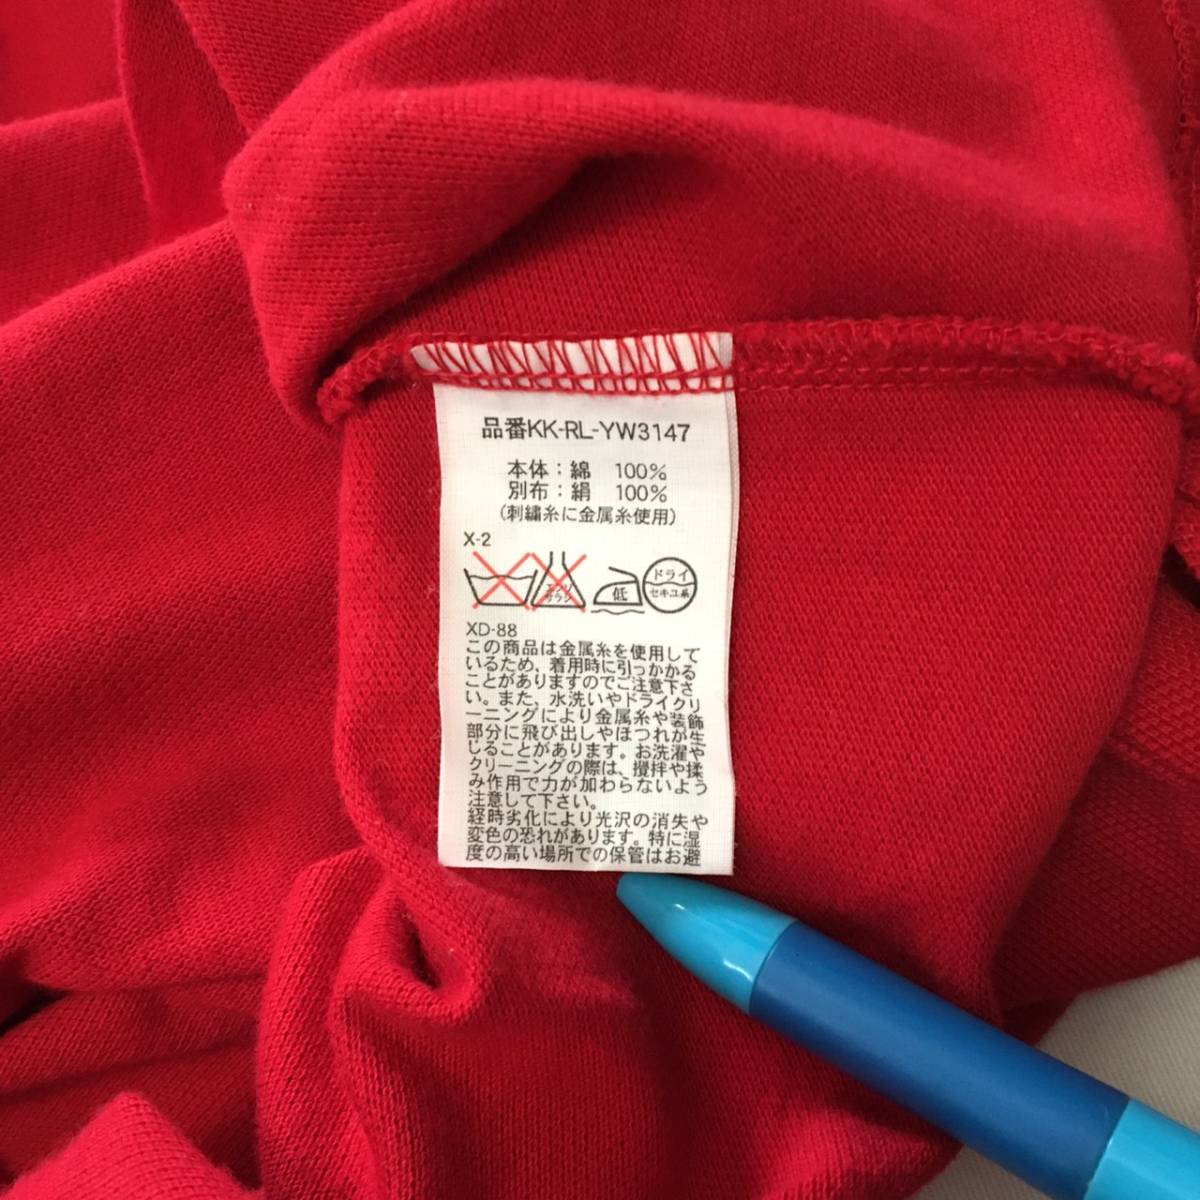 品番KK-RL-YW3147
本体：綿 100%
別布：絹 100%
(刺繍糸に金属糸使用)
X-2
エンソ
サラシ
低
ドライ
セキユ系
XD-88
この商品は金属糸を使用して
いるため、着用時に引っかかる
ことがありますのでご注意下さ
い。また、水洗いやドライクリ
ーニングにより金属糸や装飾
部分に飛び出しやほつれが生
じることがあります。お洗濯や
クリーニングの際は、攪拌や揉
み作用で力が加わらないよう
注意して下さい。
経時劣化により光沢の消失や
変色の恐れがあります。特に湿
度の高い場所での保管はお避